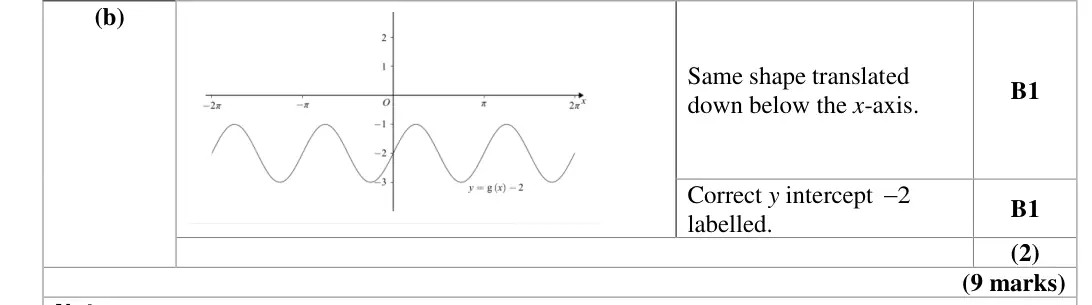 (b)
2
1
−2π
−π
O
π
2π
x
−1
−2
−3
y = g (x) − 2
Same shape translated
down below the x-axis.
B1
Correct y intercept −2
labelled.
B1
(2)
(9 marks)